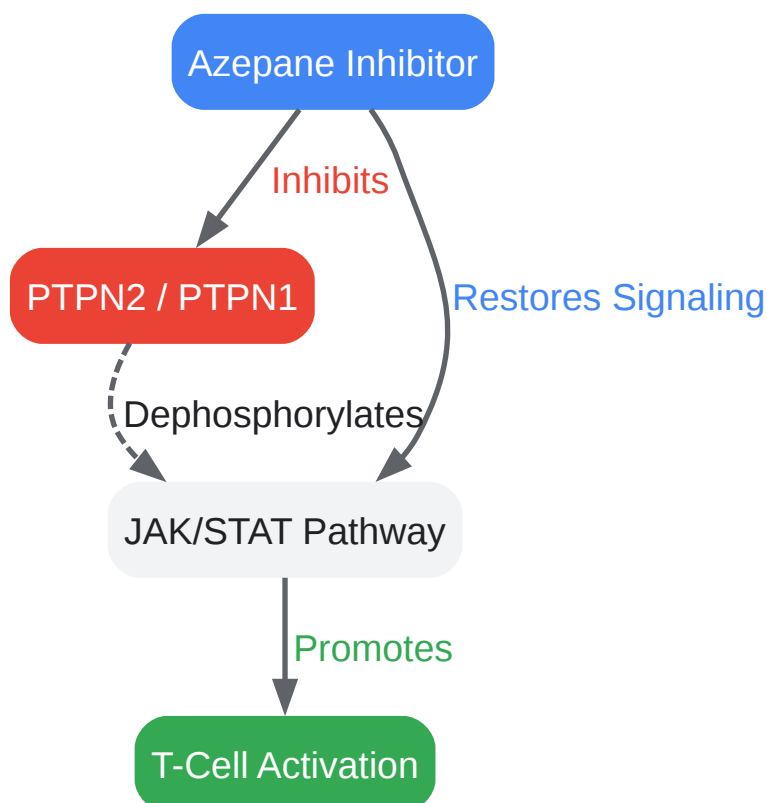 Azepane Inhibitor
Inhibits
PTPN2 / PTPN1
Restores Signaling
Dephosphorylates
JAK/STAT Pathway
Promotes
T-Cell Activation